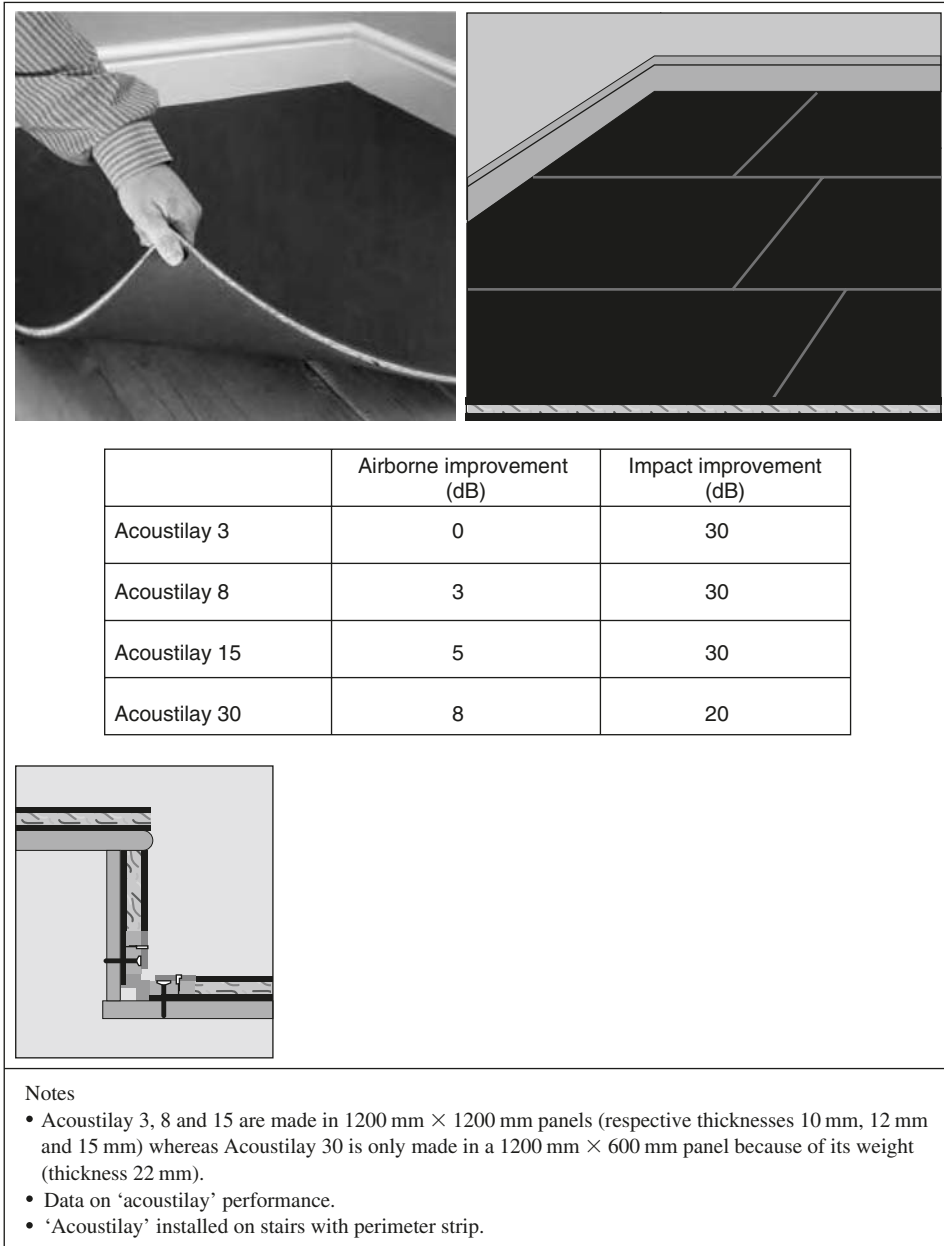 Airborne improvement (dB) Impact improvement (dB)
Acoustilay 3 0 30
Acoustilay 8 3 30
Acoustilay 15 5 30
Acoustilay 30 8 20
Notes
• Acoustilay 3, 8 and 15 are made in 1200 mm × 1200 mm panels (respective thicknesses 10 mm, 12 mm
and 15 mm) whereas Acoustilay 30 is only made in a 1200 mm × 600 mm panel because of its weight
(thickness 22 mm).
• Data on ‘acoustilay’ performance.
• ‘Acoustilay’ installed on stairs with perimeter strip.